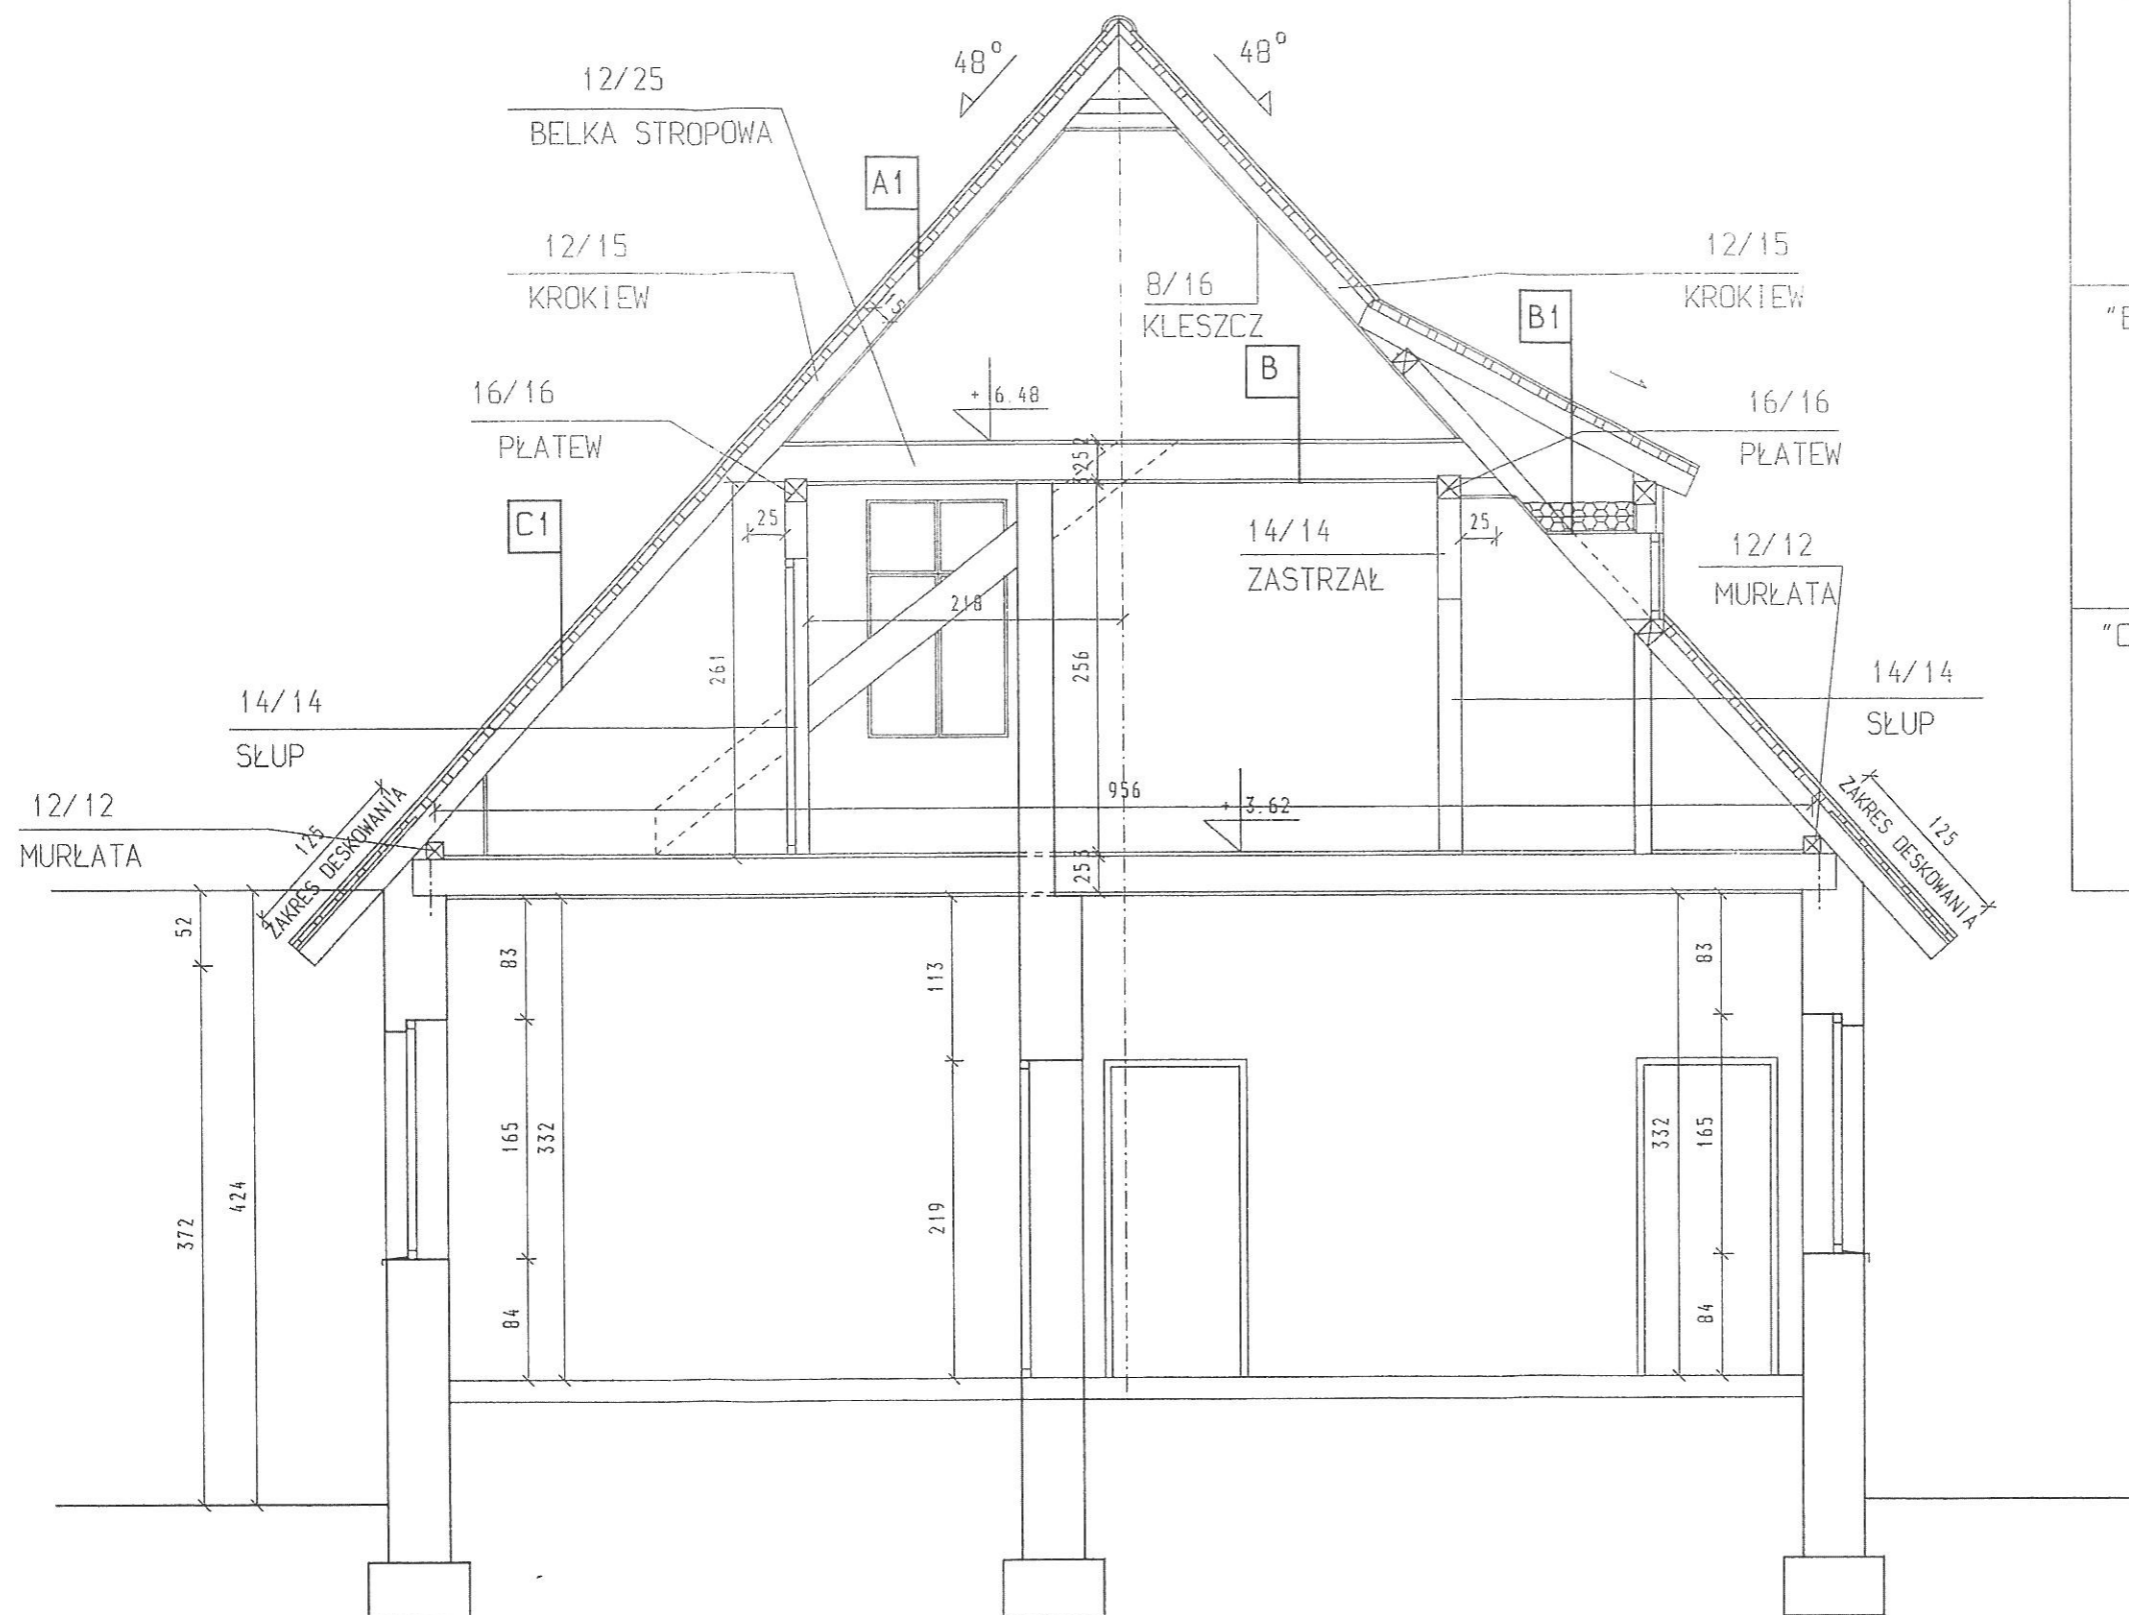 48°
48°
12/25
BELKA STROPOWA
A1
12/15
KROKIEW
12/15
KROKIEW
8/16
KLESZCZ
B1
B
"B
15
16/16
PŁATEW
+ 6.48
16/16
PŁATEW
25
C1
25
25
14/14
ZASTRZAŁ
12/12
MURŁATA
218
"C
261
256
14/14
SŁUP
14/14
SŁUP
956
+ 3.62
12/12
MURŁATA
125
ZAKRES DESKOWANIA
125
ZAKRES DESKOWANIA
52
83
113
83
165
332
332
165
424
372
219
84
84